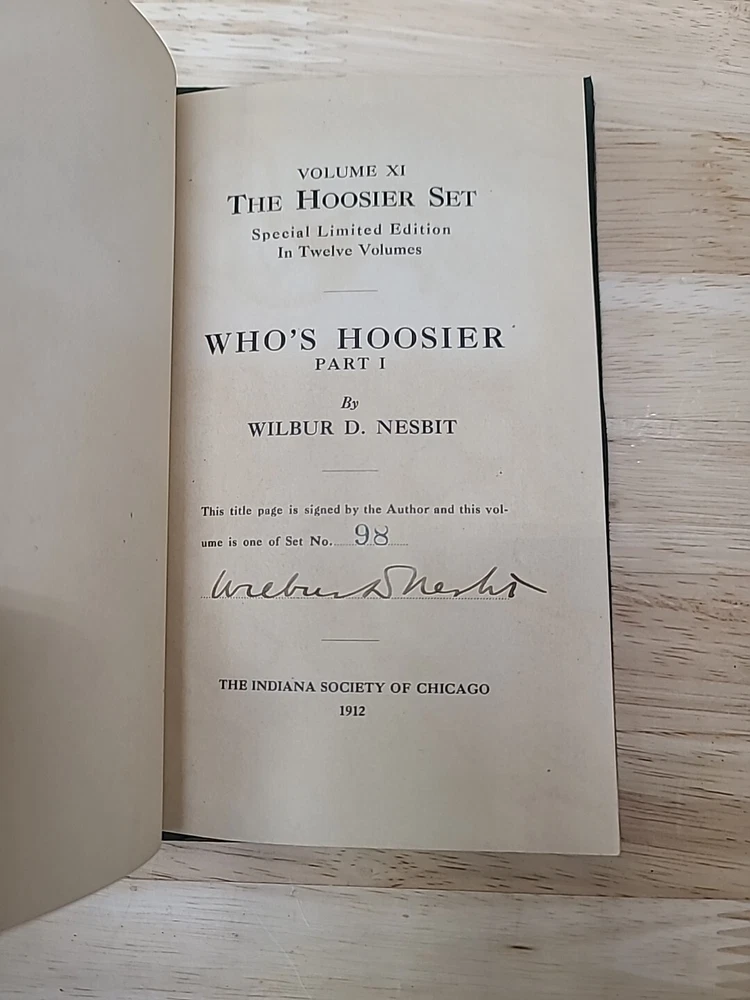 VOLUME XI
THE HOOSIER SET
Special Limited Edition
In Twelve Volumes
WHO'S HOOSIER
PART I
By
WILBUR D. NESBIT
This title page is signed by the Author and this vol-
ume is one of Set No. 98
Wilbur D Nesbit
THE INDIANA SOCIETY OF CHICAGO
1912